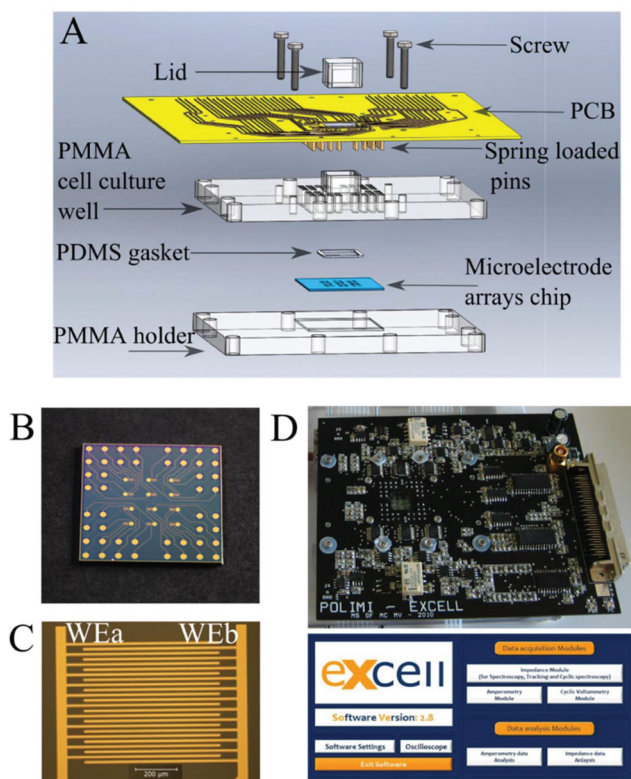 A
Screw
Lid
PCB
PMMA
cell culture
well
Spring loaded
pins
PDMS gasket
Microelectrode
arrays chip
PMMA holder
B
C
WEa
WEb
200 µm
D
POLIMI - EXCELL
MS SF MC MV - 2010
eXcell
Software Version: 2.8
Software Settings
Oscilloscope
Exit Software
Data acquisition Modules
Impedance Module
(for Spectroscopy, Tracking and Cyclic spectroscopy)
Amperometry
Module
Cyclic Voltammetry
Module
Data analysis Modules
Amperometry data
Analysis
Impedance data
Anlaysis